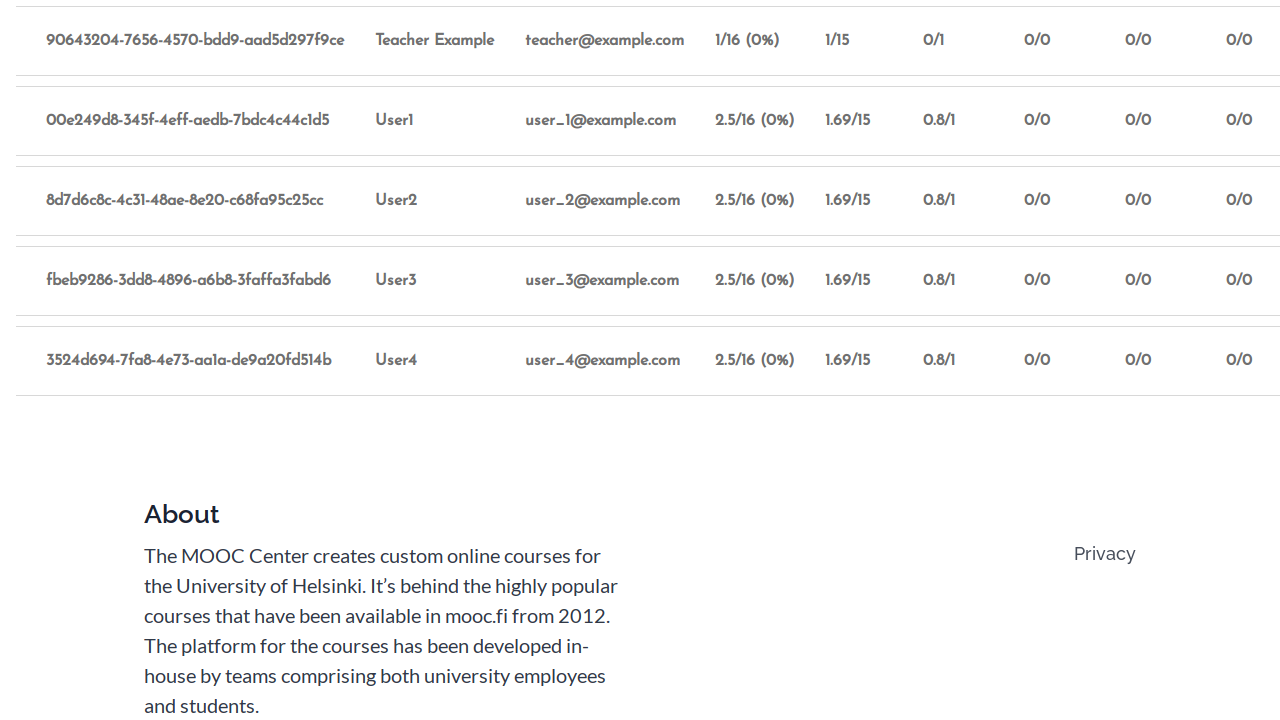 90643204-7656-4570-bdd9-aad5d297f9ce Teacher Example teacher@example.com 1/16 (0%) 1/15 0/1 0/0 0/0 0/0
00e249d8-345f-4eff-aedb-7bdc4c44c1d5 User1 user_1@example.com 2.5/16 (0%) 1.69/15 0.8/1 0/0 0/0 0/0
8d7d6c8c-4c31-48ae-8e20-c68fa95c25cc User2 user_2@example.com 2.5/16 (0%) 1.69/15 0.8/1 0/0 0/0 0/0
fbeb9286-3dd8-4896-a6b8-3faffa3fabd6 User3 user_3@example.com 2.5/16 (0%) 1.69/15 0.8/1 0/0 0/0 0/0
3524d694-7fa8-4e73-aa1a-de9a20fd514b User4 user_4@example.com 2.5/16 (0%) 1.69/15 0.8/1 0/0 0/0 0/0
About
The MOOC Center creates custom online courses for
the University of Helsinki. It’s behind the highly popular
courses that have been available in mooc.fi from 2012.
The platform for the courses has been developed in-
house by teams comprising both university employees
and students.
Privacy